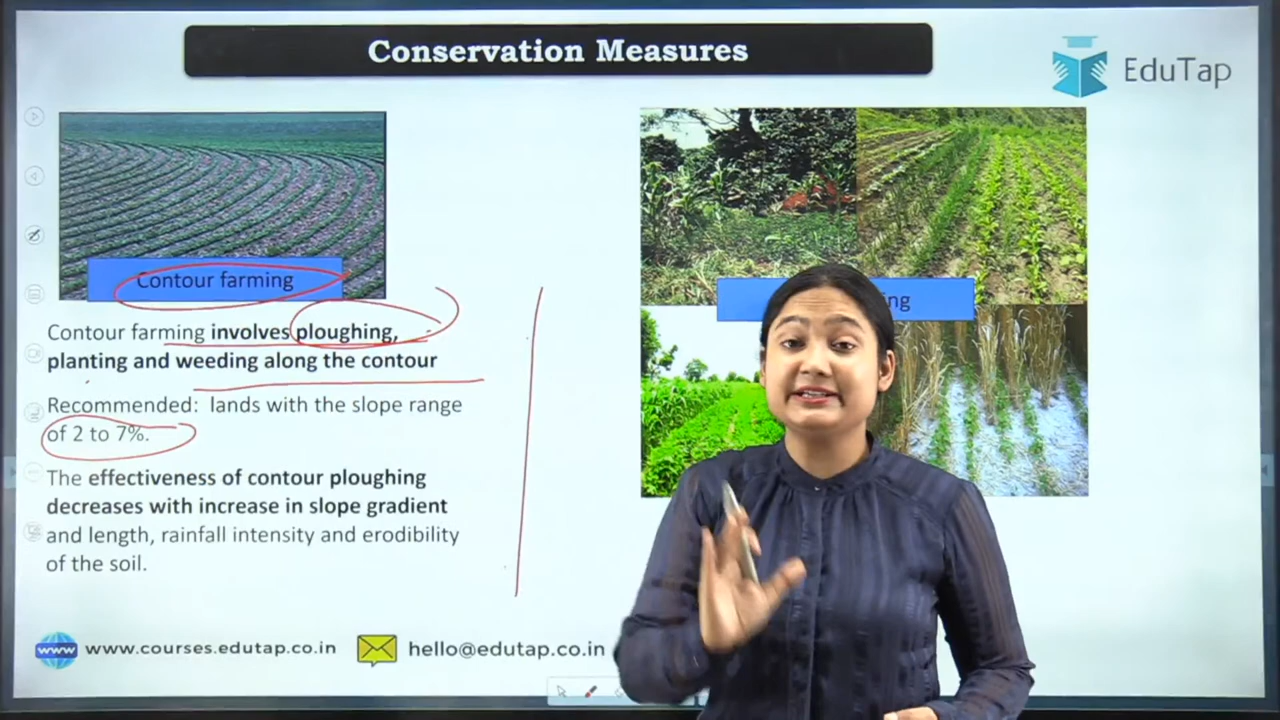 Conservation Measures
EduTap
Contour farming
Contour farming involves ploughing,
planting and weeding along the contour
Recommended: lands with the slope range
of 2 to 7%.
The effectiveness of contour ploughing
decreases with increase in slope gradient
and length, rainfall intensity and erodibility
of the soil.
www
www.courses.edutap.co.in
hello@edutap.co.in